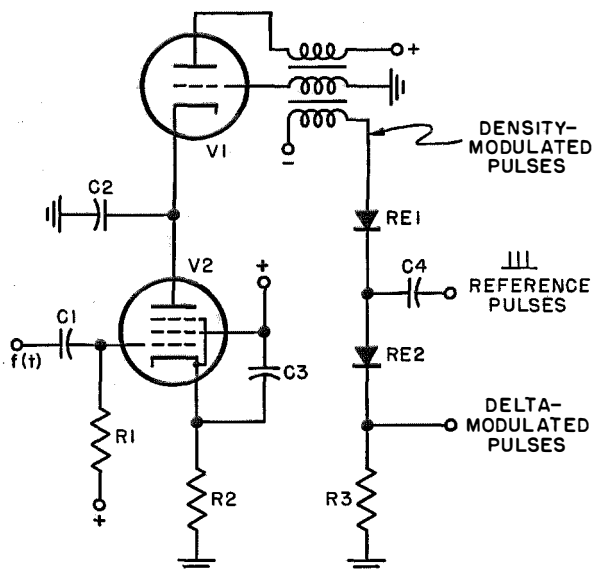 +
V1
DENSITY-
MODULATED
PULSES
−
C2
RE1
V2
+
C4
REFERENCE
PULSES
C1
f(t)
RE2
C3
DELTA-
MODULATED
PULSES
R1
R2
R3
+